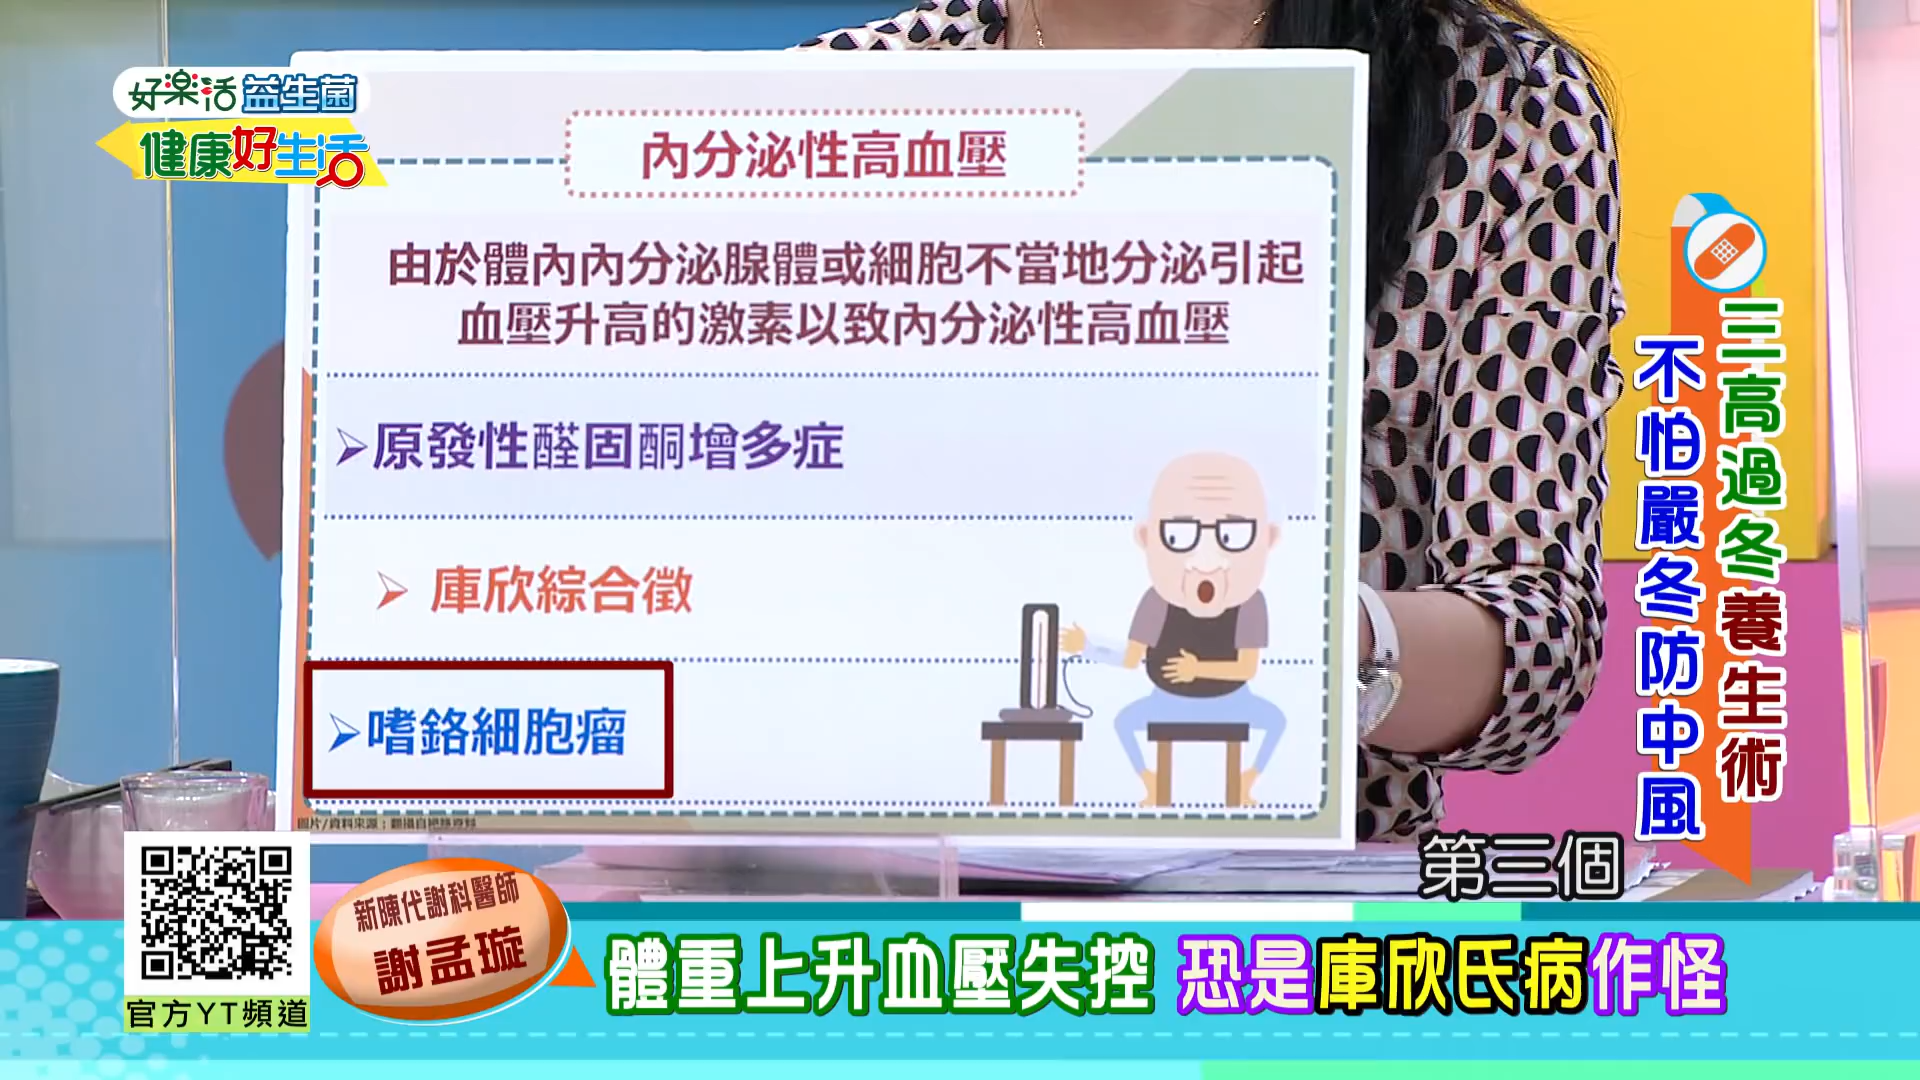 好樂活益生菌
健康好生活
內分泌性高血壓
由於體內內分泌腺體或細胞不當地分泌引起
血壓升高的激素以致內分泌性高血壓
➢原發性醛固酮增多症
➢庫欣綜合徵
➢嗜鉻細胞瘤
三高過冬養生術
不怕嚴冬防中風
第三個
新陳代謝科醫師
謝孟璇
體重上升血壓失控 恐是庫欣氏病作怪
官方YT頻道